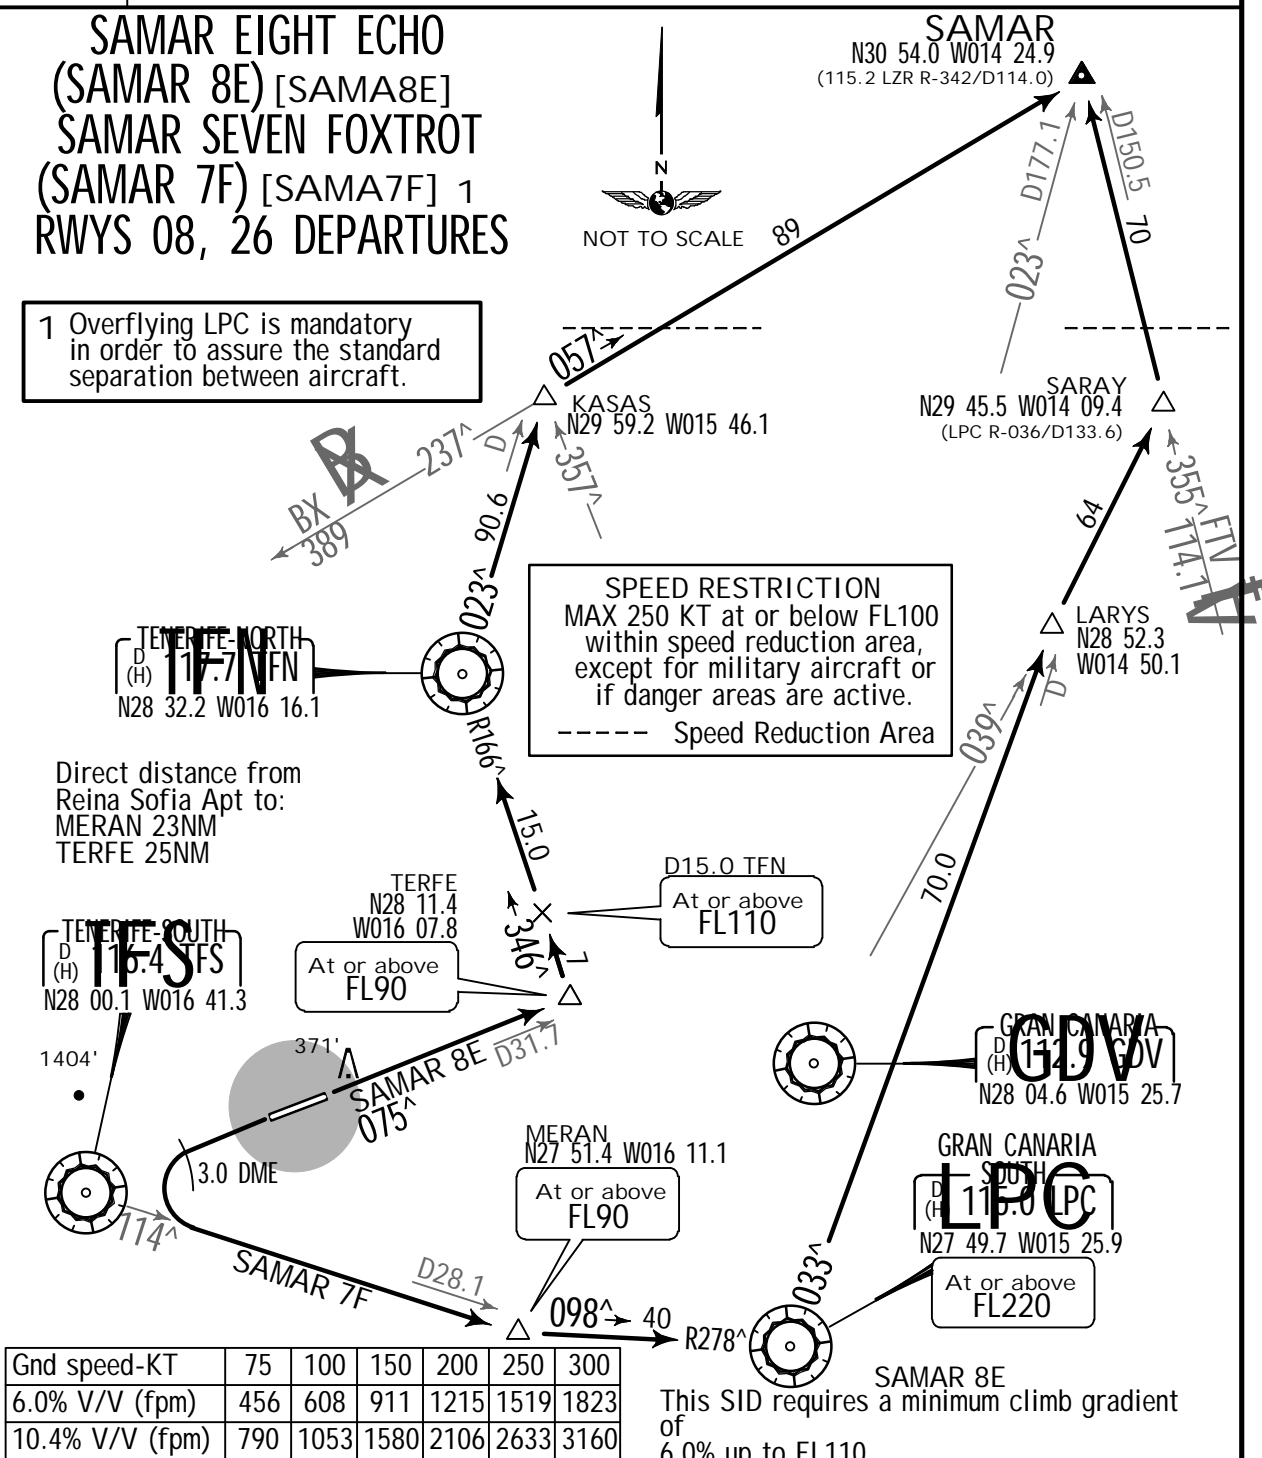 SAMAR EIGHT ECHO
(SAMAR 8E) [SAMA8E]
SAMAR SEVEN FOXTROT
(SAMAR 7F) [SAMA7F] 1
RWYS 08, 26 DEPARTURES
1 Overflying LPC is mandatory
in order to assure the standard
separation between aircraft.
N
NOT TO SCALE
SAMAR
N30 54.0 W014 24.9
(115.2 LZR R-342/D114.0)
D177.1
023^
D150.5
70
89
057^
KASAS
N29 59.2 W015 46.1
237^
D
357^
BX
BX
389
90.6
023^
SARAY
N29 45.5 W014 09.4
(LPC R-036/D133.6)
355^ FTV
114.1
64
SPEED RESTRICTION
MAX 250 KT at or below FL100
within speed reduction area,
except for military aircraft or
if danger areas are active.
----- Speed Reduction Area
LARYS
N28 52.3
W014 50.1
D
039^
70.0
TENERIFE-NORTH
D
(H) 117.7 TFN
TFN
N28 32.2 W016 16.1
R166^
15.0
Direct distance from
Reina Sofia Apt to:
MERAN 23NM
TERFE 25NM
D15.0 TFN
At or above
FL110
TERFE
N28 11.4
W016 07.8
At or above
FL90
346^
7
TENERIFE-SOUTH
D
(H) 116.4 TFS
TFS
N28 00.1 W016 41.3
1404'
371'
SAMAR 8E
D31.7
075^
3.0 DME
114^
SAMAR 7F
D28.1
MERAN
N27 51.4 W016 11.1
At or above
FL90
098^ 40
R278^
033^
GRAN CANARIA
D
(H) 112.9 GDV
GDV
N28 04.6 W015 25.7
GRAN CANARIA
SOUTH
D
(H) 115.0 LPC
LPC
N27 49.7 W015 25.9
At or above
FL220
Gnd speed-KT 75 100 150 200 250 300
6.0% V/V (fpm) 456 608 911 1215 1519 1823
10.4% V/V (fpm) 790 1053 1580 2106 2633 3160
SAMAR 8E
This SID requires a minimum climb gradient
of
6.0% up to FL110